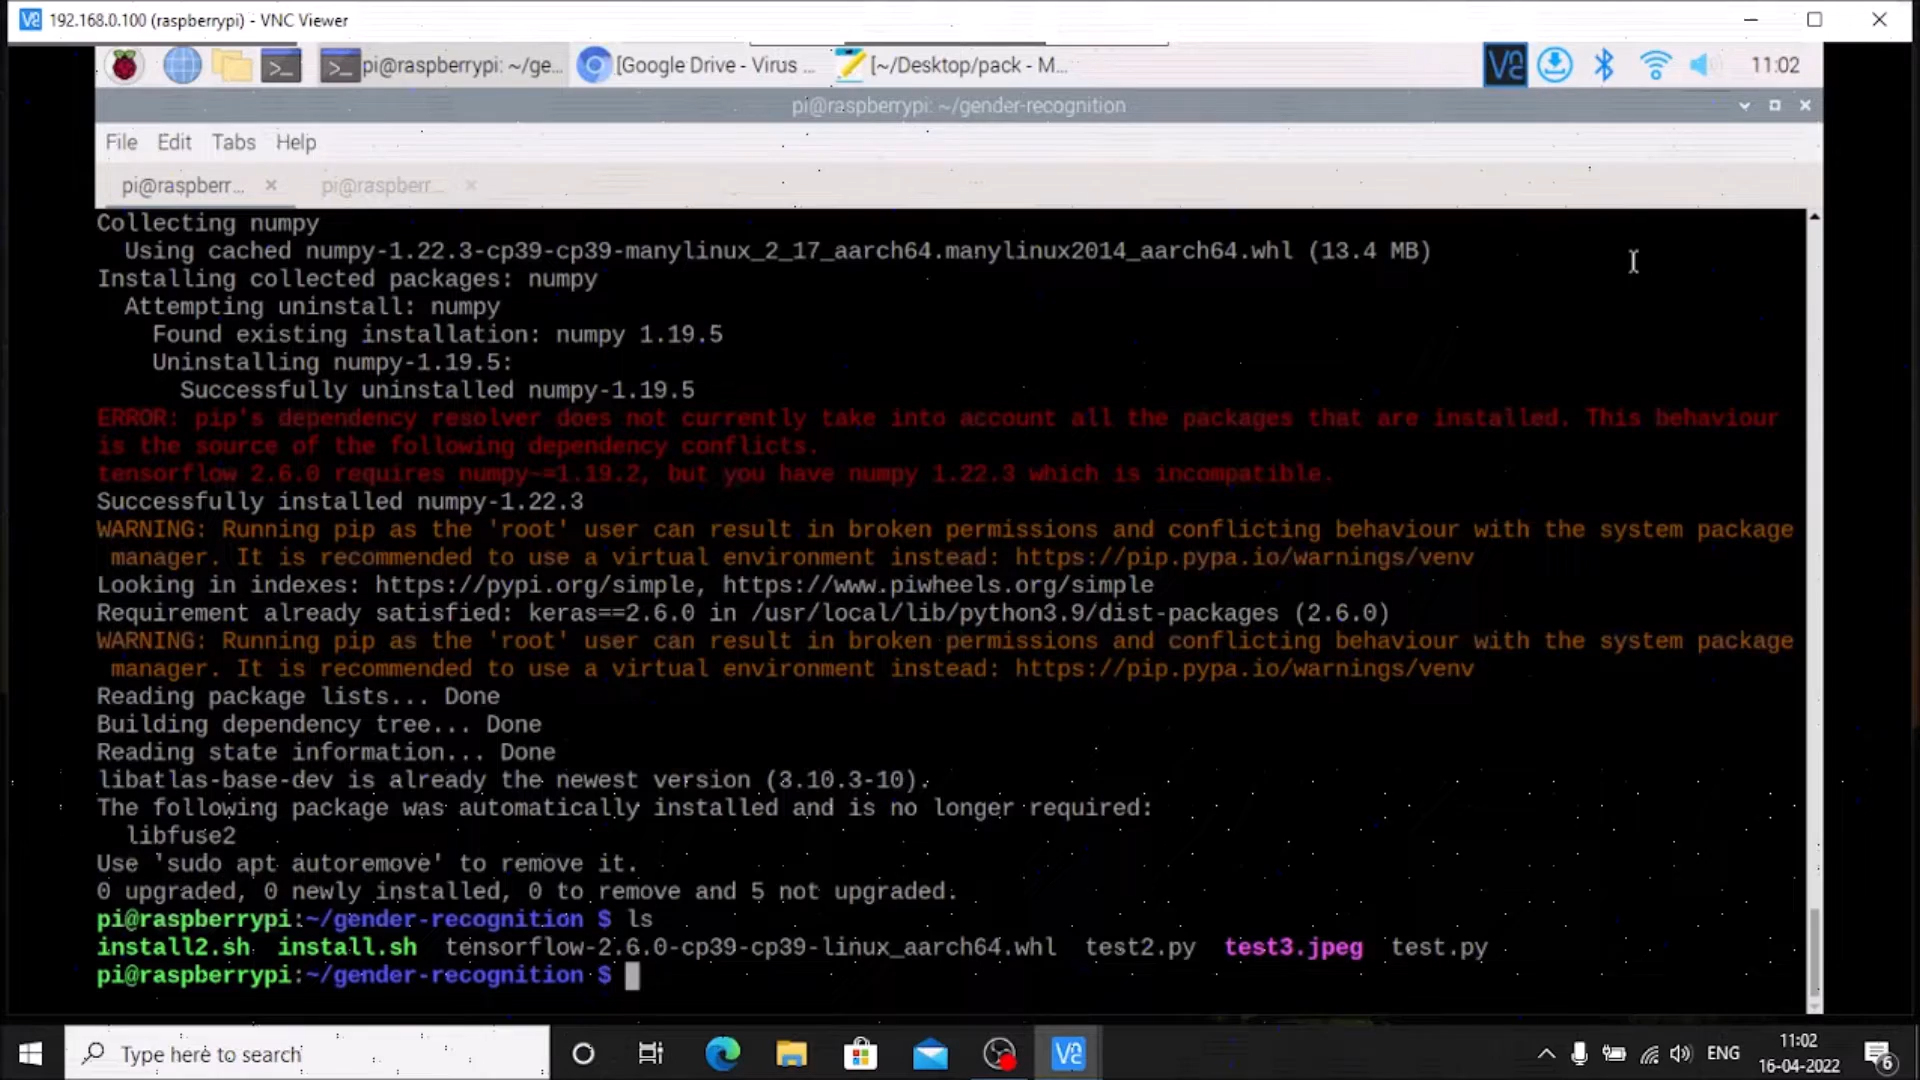 192.168.0.100 (raspberrypi) - VNC Viewer
pi@raspberrypi: ~/ge... [Google Drive - Virus ... [~/Desktop/pack - M... 11:02
pi@raspberrypi: ~/gender-recognition
File Edit Tabs Help
pi@raspberr... × pi@raspberr... ×
Collecting numpy
Using cached numpy-1.22.3-cp39-cp39-manylinux_2_17_aarch64.manylinux2014_aarch64.whl (13.4 MB)
Installing collected packages: numpy
Attempting uninstall: numpy
Found existing installation: numpy 1.19.5
Uninstalling numpy-1.19.5:
Successfully uninstalled numpy-1.19.5
ERROR: pip's dependency resolver does not currently take into account all the packages that are installed. This behaviour
is the source of the following dependency conflicts.
tensorflow 2.6.0 requires numpy~=1.19.2, but you have numpy 1.22.3 which is incompatible.
Successfully installed numpy-1.22.3
WARNING: Running pip as the 'root' user can result in broken permissions and conflicting behaviour with the system package
manager. It is recommended to use a virtual environment instead: https://pip.pypa.io/warnings/venv
Looking in indexes: https://pypi.org/simple, https://www.piwheels.org/simple
Requirement already satisfied: keras==2.6.0 in /usr/local/lib/python3.9/dist-packages (2.6.0)
WARNING: Running pip as the 'root' user can result in broken permissions and conflicting behaviour with the system package
manager. It is recommended to use a virtual environment instead: https://pip.pypa.io/warnings/venv
Reading package lists... Done
Building dependency tree... Done
Reading state information... Done
libatlas-base-dev is already the newest version (3.10.3-10).
The following package was automatically installed and is no longer required:
libfuse2
Use 'sudo apt autoremove' to remove it.
0 upgraded, 0 newly installed, 0 to remove and 5 not upgraded.
pi@raspberrypi:~/gender-recognition $ ls
install2.sh install.sh tensorflow-2.6.0-cp39-cp39-linux_aarch64.whl test2.py test3.jpeg test.py
pi@raspberrypi:~/gender-recognition $
Type here to search
ENG
11:02
16-04-2022
6